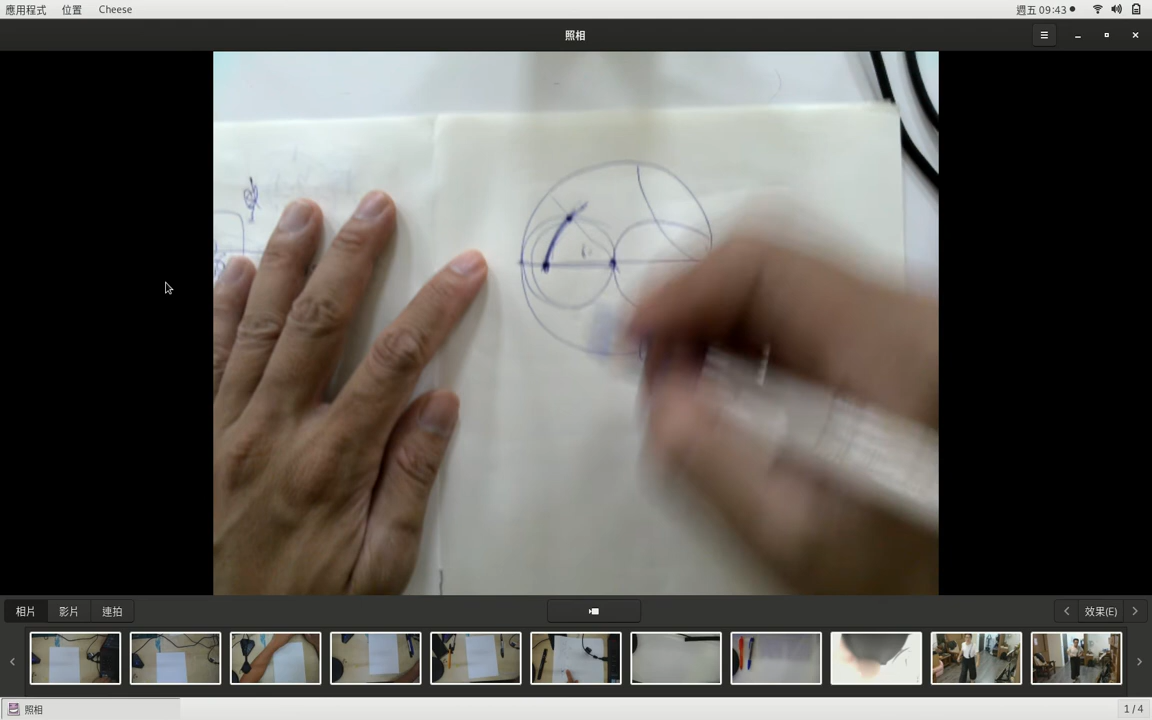 應用程式 位置 Cheese 週五 09:43
照相
相片 影片 連拍 效果(E)
照相 1 / 4